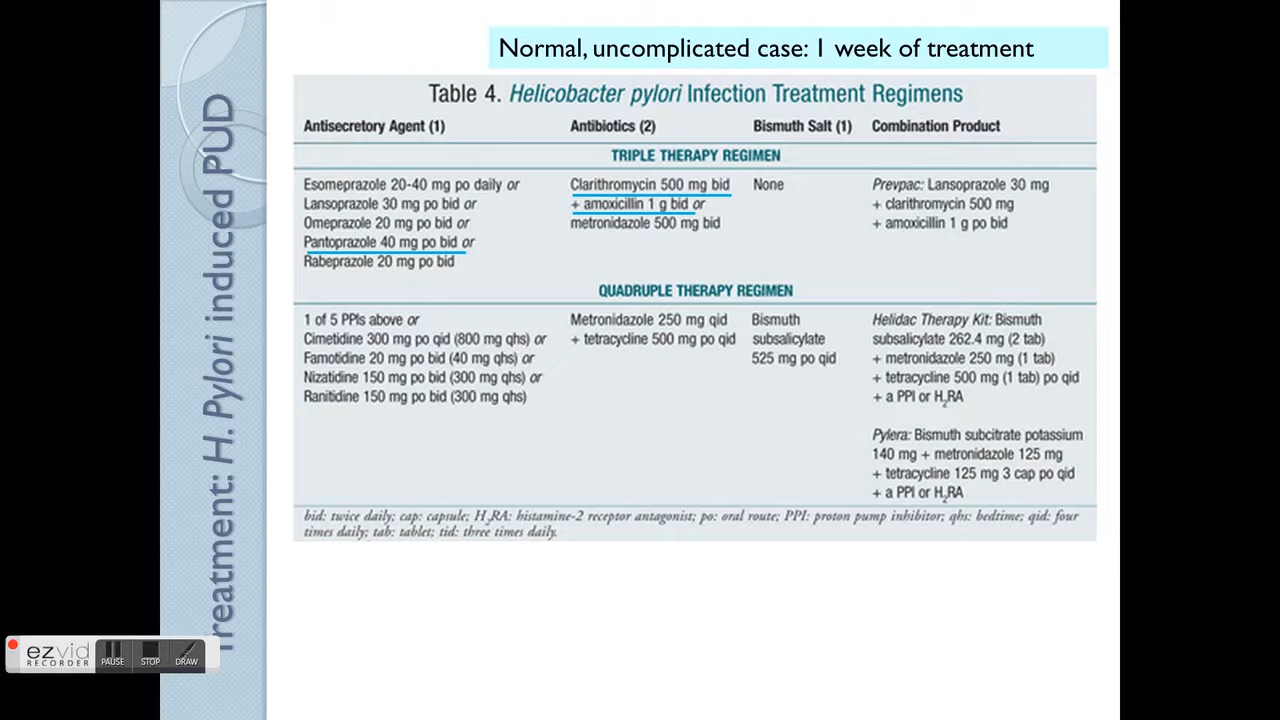 Normal, uncomplicated case: 1 week of treatment
Treatment: H. Pylori induced PUD
Table 4. Helicobacter pylori Infection Treatment Regimens
Antisecretory Agent (1) Antibiotics (2) Bismuth Salt (1) Combination Product
TRIPLE THERAPY REGIMEN
Esomeprazole 20-40 mg po daily or Clarithromycin 500 mg bid None Prevpac: Lansoprazole 30 mg
Lansoprazole 30 mg po bid or + amoxicillin 1 g bid or + clarithromycin 500 mg
Omeprazole 20 mg po bid or metronidazole 500 mg bid + amoxicillin 1 g po bid
Pantoprazole 40 mg po bid or
Rabeprazole 20 mg po bid
QUADRUPLE THERAPY REGIMEN
1 of 5 PPIs above or Metronidazole 250 mg qid Bismuth Helidac Therapy Kit: Bismuth
Cimetidine 300 mg po qid (800 mg qhs) or + tetracycline 500 mg po qid subsalicylate subsalicylate 262.4 mg (2 tab)
Famotidine 20 mg po bid (40 mg qhs) or 525 mg po qid + metronidazole 250 mg (1 tab)
Nizatidine 150 mg po bid (300 mg qhs) or + tetracycline 500 mg (1 tab) po qid
Ranitidine 150 mg po bid (300 mg qhs) + a PPI or H₂RA
Pylera: Bismuth subcitrate potassium
140 mg + metronidazole 125 mg
+ tetracycline 125 mg 3 cap po qid
+ a PPI or H₂RA
bid: twice daily; cap: capsule; H₂RA: histamine-2 receptor antagonist; po: oral route; PPI: proton pump inhibitor; qhs: bedtime; qid: four
times daily; tab: tablet; tid: three times daily.
ezvid
RECORDER
PAUSE STOP DRAW